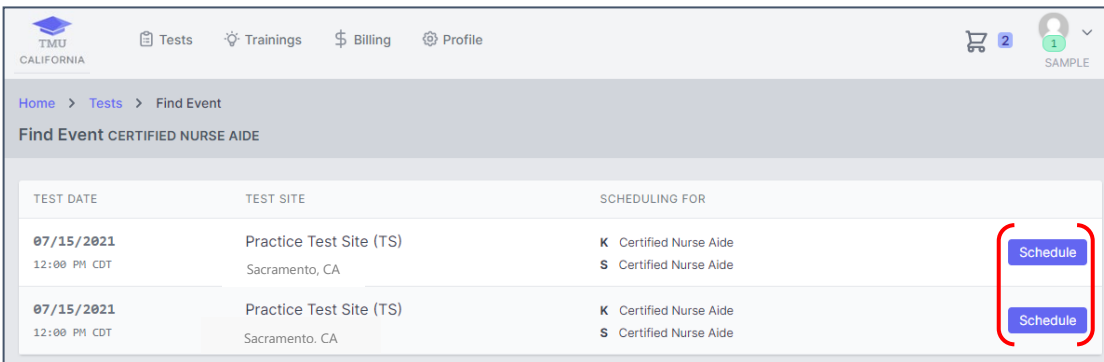 TMU
CALIFORNIA
Tests
Trainings
Billing
Profile
2
1
SAMPLE
Home > Tests > Find Event
Find Event CERTIFIED NURSE AIDE
TEST DATE TEST SITE SCHEDULING FOR
07/15/2021 Practice Test Site (TS) K Certified Nurse Aide
12:00 PM CDT Sacramento, CA S Certified Nurse Aide
Schedule
07/15/2021 Practice Test Site (TS) K Certified Nurse Aide
12:00 PM CDT Sacramento. CA S Certified Nurse Aide
Schedule